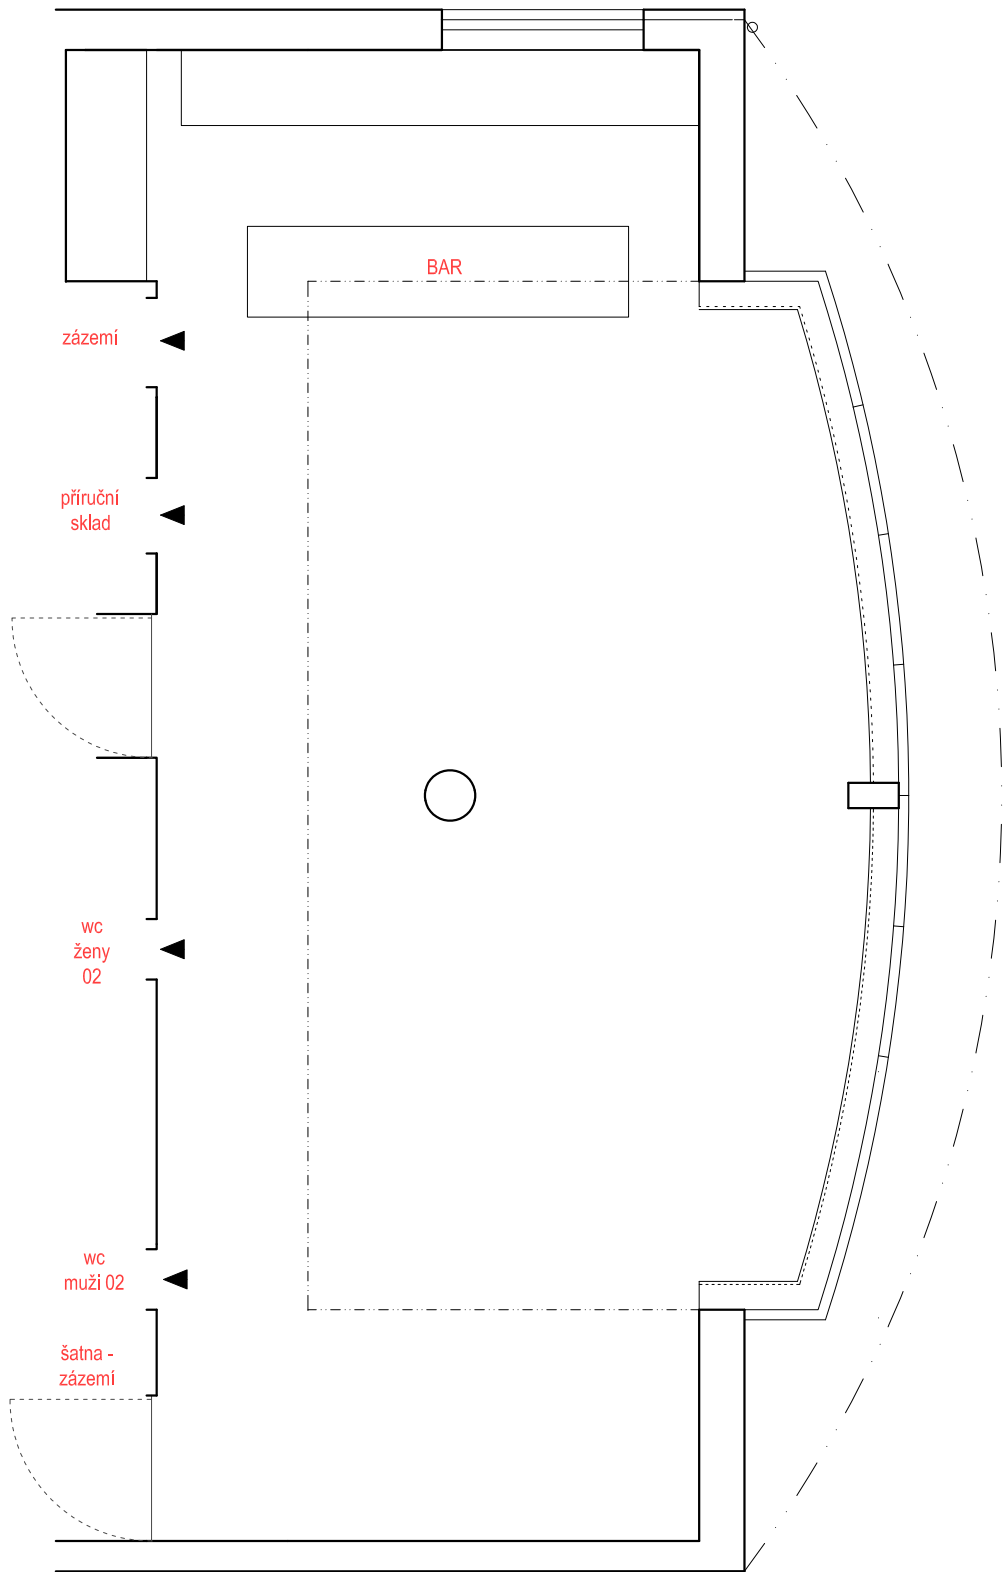 BAR
zázemí
příruční
sklad
wc
ženy
02
wc
muži 02
šatna -
zázemí